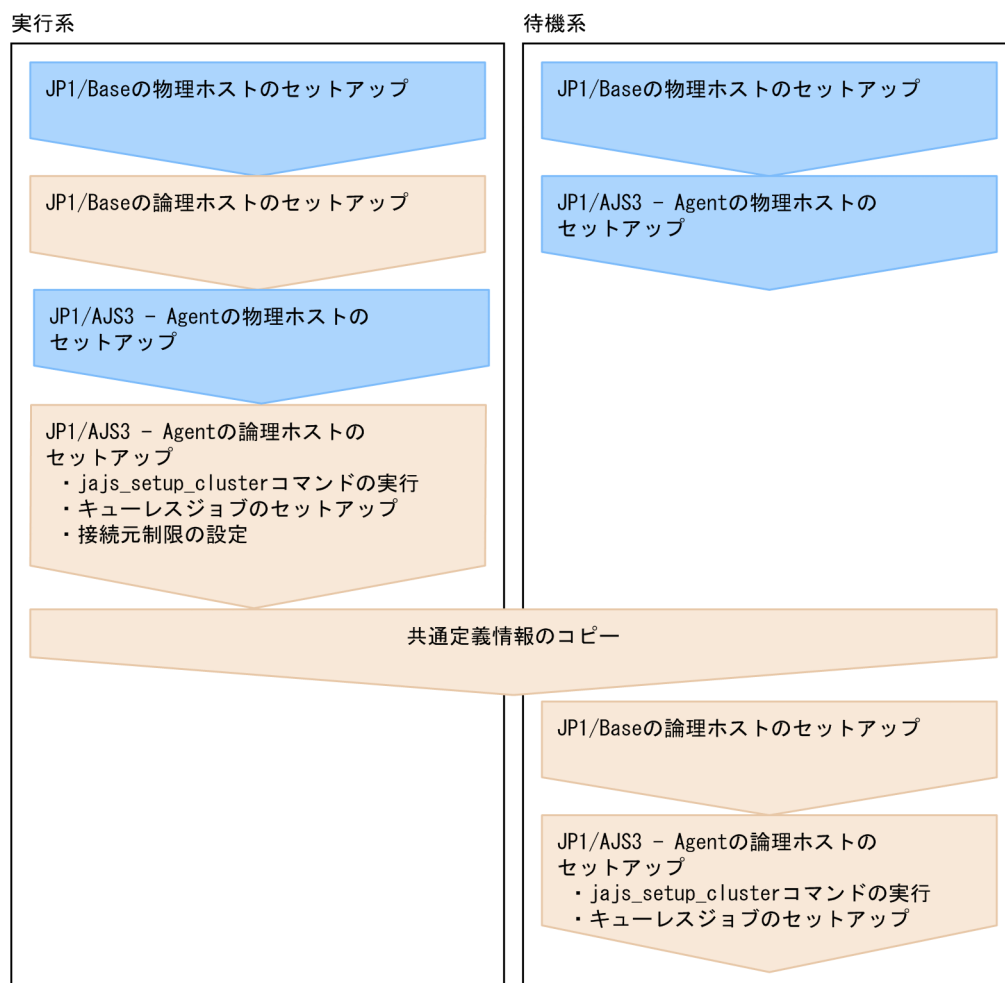 実行系
JP1/Baseの物理ホストのセットアップ
JP1/Baseの論理ホストのセットアップ
JP1/AJS3 - Agentの物理ホストの
セットアップ
JP1/AJS3 - Agentの論理ホストの
セットアップ
・jajs_setup_clusterコマンドの実行
・キューレスジョブのセットアップ
・接続元制限の設定
待機系
JP1/Baseの物理ホストのセットアップ
JP1/AJS3 - Agentの物理ホストの
セットアップ
共通定義情報のコピー
JP1/Baseの論理ホストのセットアップ
JP1/AJS3 - Agentの論理ホストの
セットアップ
・jajs_setup_clusterコマンドの実行
・キューレスジョブのセットアップ